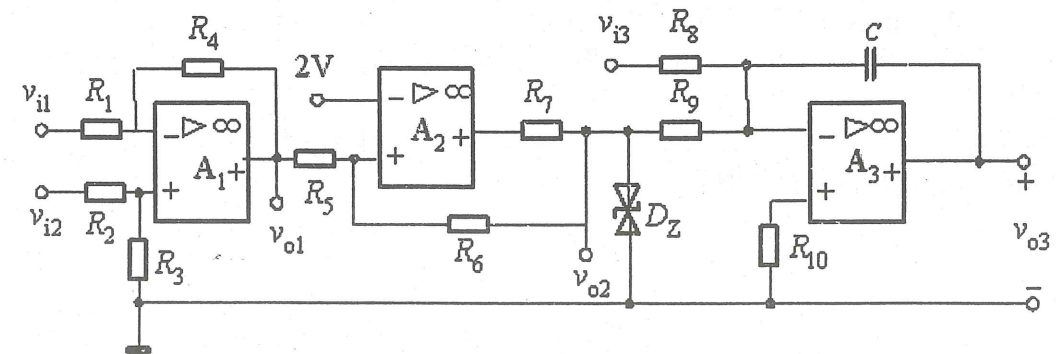 R4
vi1
R1
− ▷ ∞
A1 +
+
vi2
R2
R3
vo1
2V
R5
− ▷ ∞
A2 +
+
R6
R7
vo2
DZ
vi3
R8
R9
C
− ▷∞
A3 +
+
R10
+
vo3
−